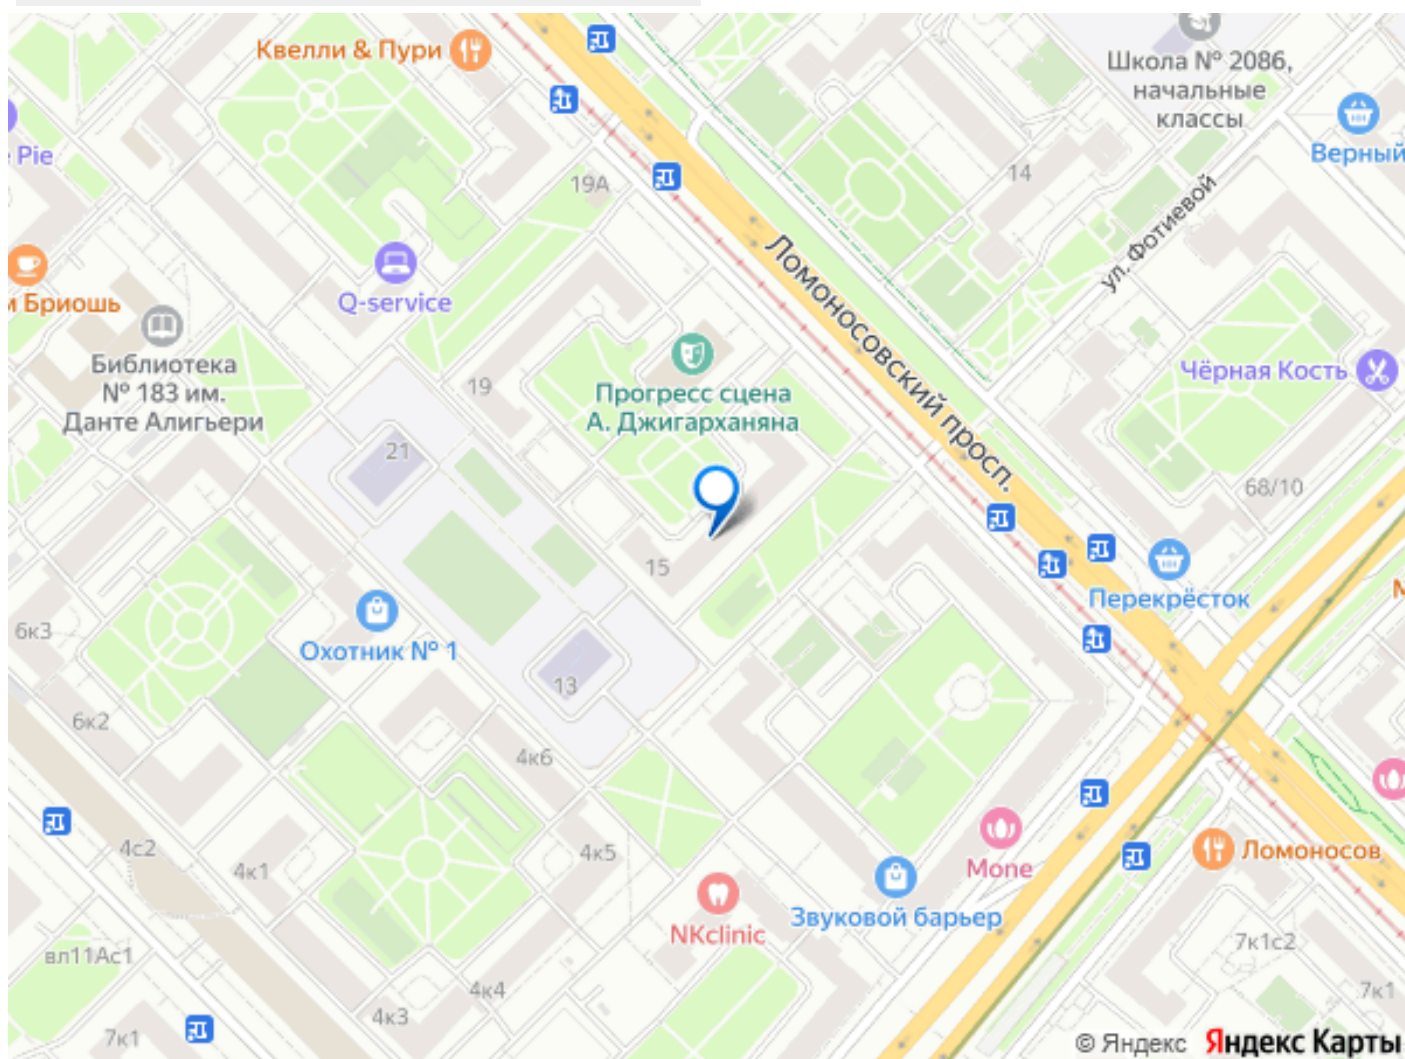 Квелли & Пури
Школа № 2086,
начальные
классы
Верный
e Pie
19А
14
ул. Фотиевой
Ломоносовский просп.
Q-service
и Бриошь
Библиотека
№ 183 им.
Данте Алигьери
19
Прогресс сцена
А. Джигарханяна
Чёрная Кость
21
68/10
15
Перекрёсток
М
6к3
Охотник № 1
13
6к2
4к6
4с2
4к1
4к5
Mone
Ломоносов
Звуковой барьер
NKclinic
вл11Ас1
7к1с2
4к4
7к1
4к3
7к1
© Яндекс Яндекс Карты